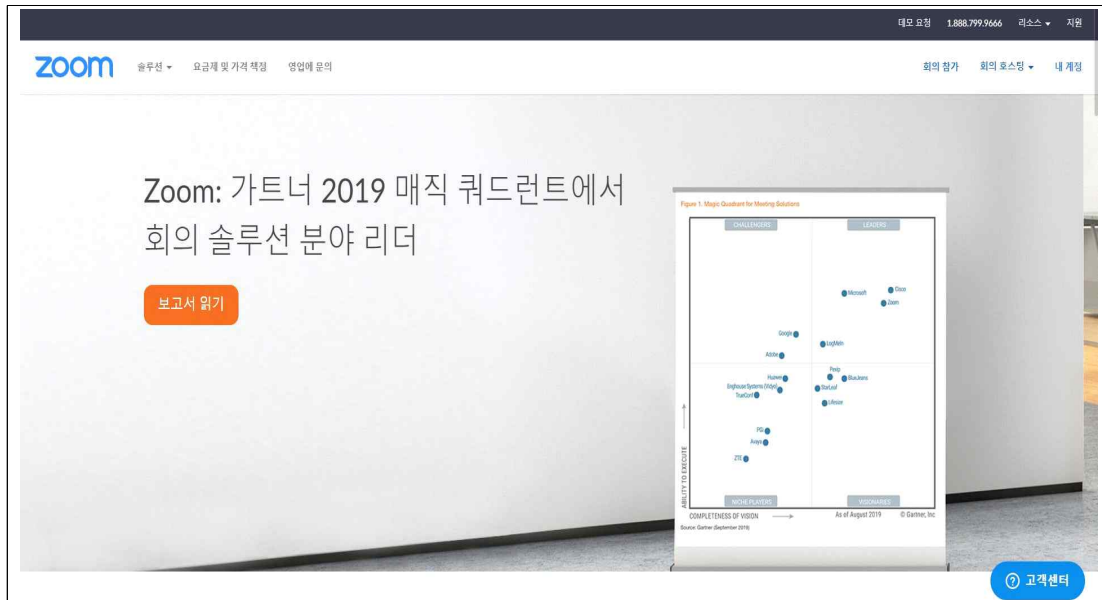 데모 요청 1.888.799.9666 리소스 지원
zoom 솔루션 요금제 및 가격 책정 영업에 문의 회의 참가 회의 호스팅 내 계정
Zoom: 가트너 2019 매직 쿼드런트에서
회의 솔루션 분야 리더
보고서 읽기
Figure 1. Magic Quadrant for Meeting Solutions
CHALLENGERS LEADERS
Microsoft Cisco
Zoom
Google
LogMeIn
Adobe
Pexip
Huawei BlueJeans
Enghouse Systems (Vidyo) StarLeaf
TrueConf
Lifesize
PGi
Avaya
ZTE
ABILITY TO EXECUTE
NICHE PLAYERS VISIONARIES
COMPLETENESS OF VISION As of August 2019 © Gartner, Inc
Source: Gartner (September 2019)
고객센터